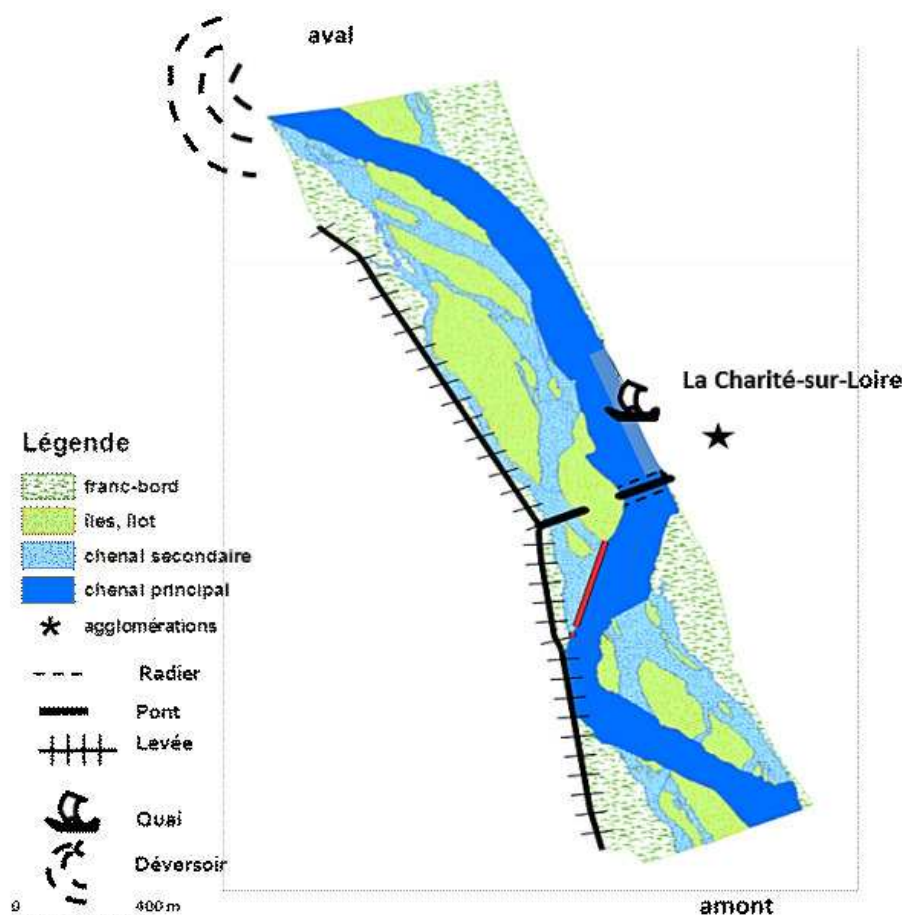 aval
La Charité-sur-Loire
Légende
franc-bord
îles, îlot
chenal secondaire
chenal principal
agglomérations
Radier
Pont
Levée
Quai
Déversoir
0 400 m
amont